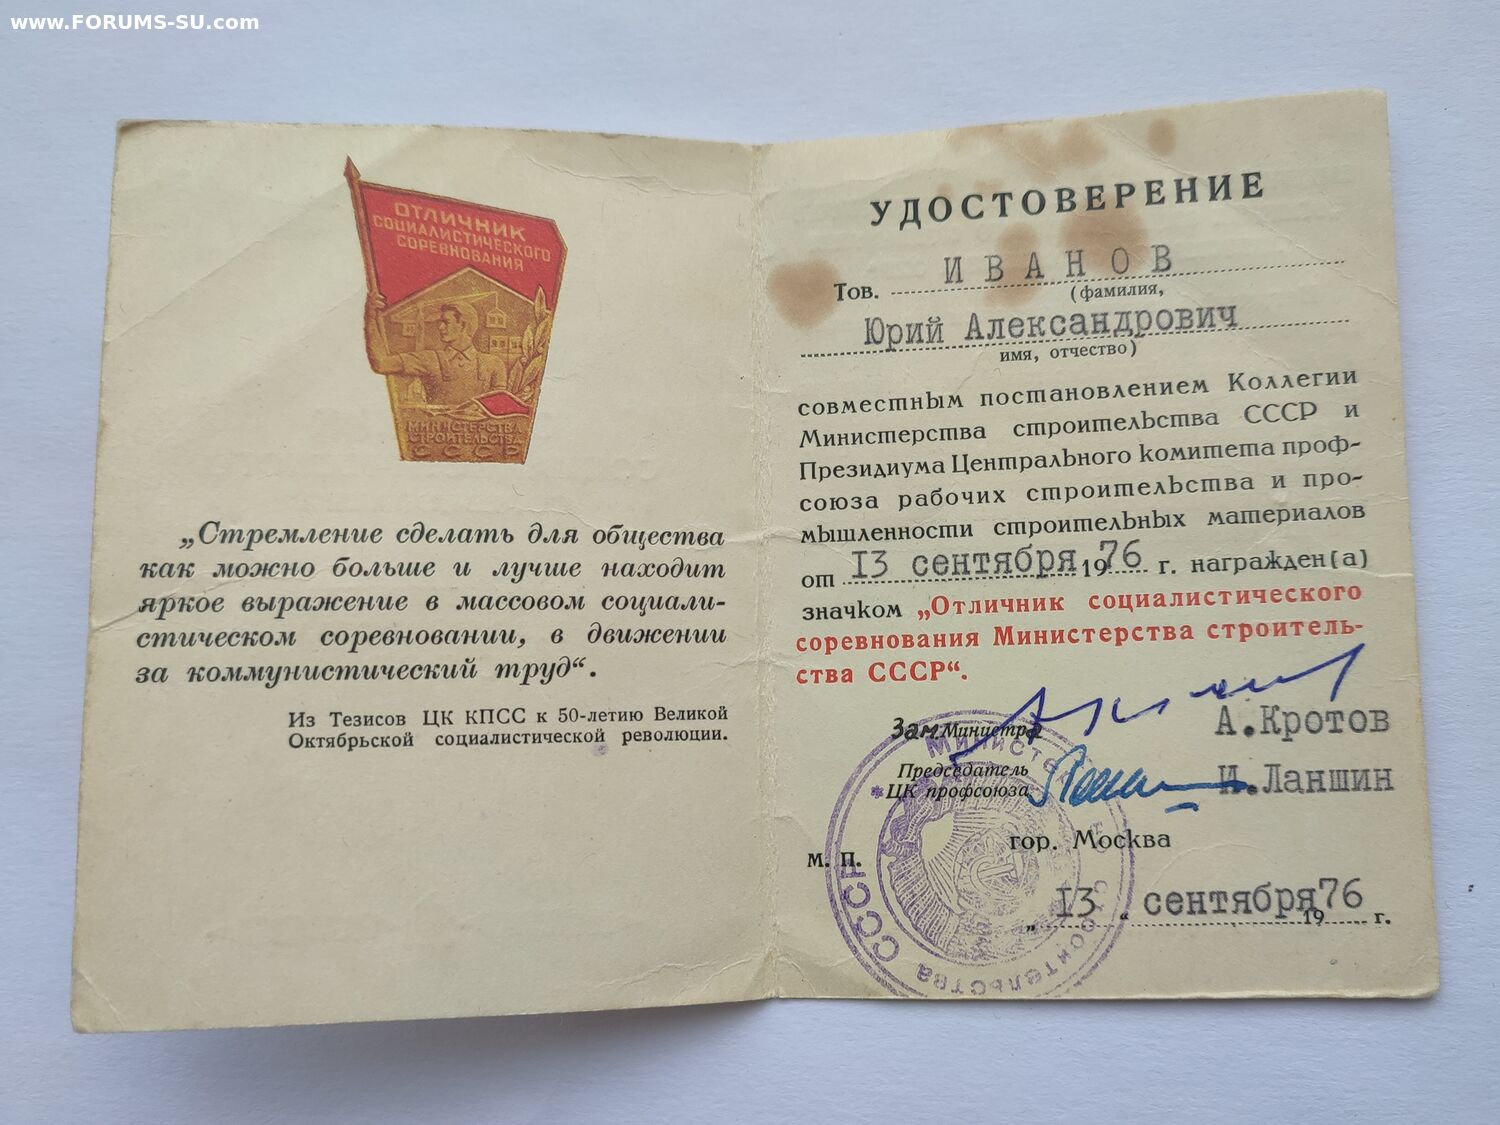 www.FORUMS-SU.com
ОТЛИЧНИК
СОЦИАЛИСТИЧЕСКОГО
СОРЕВНОВАНИЯ
МИНИСТЕРСТВА
СТРОИТЕЛЬСТВА
СССР
„Стремление сделать для общества
как можно больше и лучше находит
яркое выражение в массовом социали-
стическом соревновании, в движении
за коммунистический труд“.
Из Тезисов ЦК КПСС к 50-летию Великой
Октябрьской социалистической революции.
УДОСТОВЕРЕНИЕ
Тов. ИВАНОВ
(фамилия,
Юрий Александрович
имя, отчество)
совместным постановлением Коллегии
Министерства строительства СССР и
Президиума Центрального комитета проф-
союза рабочих строительства и про-
мышленности строительных материалов
от 13 сентября 1976 г. награжден(а)
значком „Отличник социалистического
соревнования Министерства строитель-
ства СССР“.
Зам. Министра А.Кротов
Председатель
ЦК профсоюза И.Ланшин
гор. Москва
М. П.
„13“ сентября 1976 г.
Министерство строительства СССР